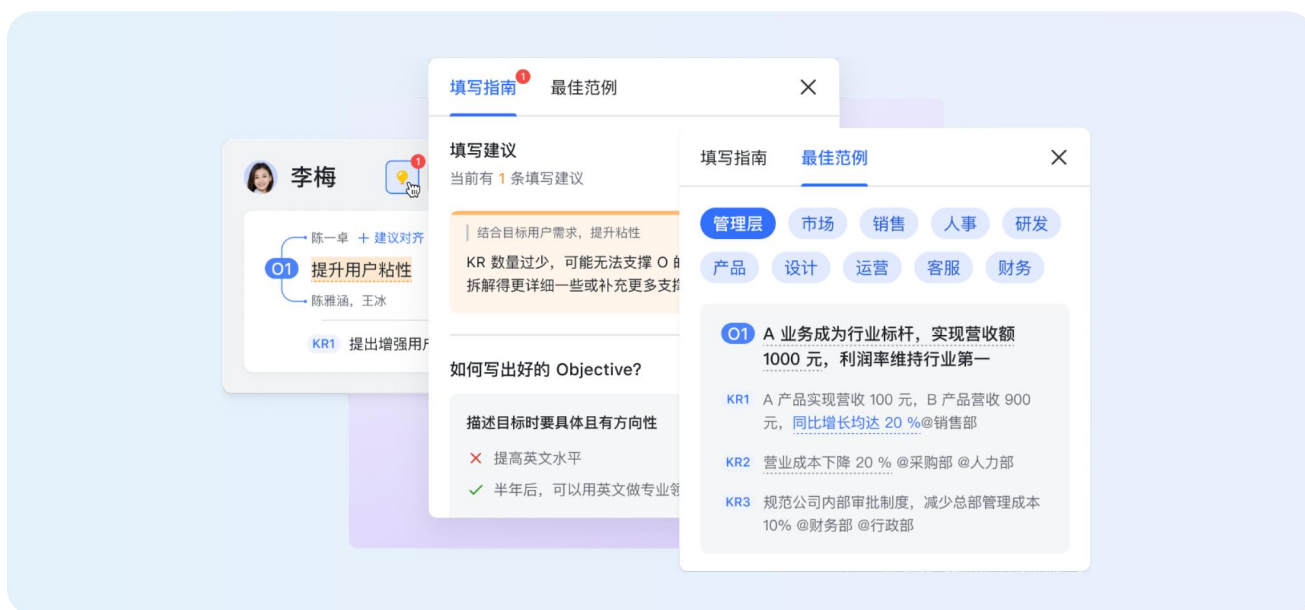 李梅
1
陈一卓 + 建议对齐
O1 提升用户粘性
陈雅涵，王冰
KR1 提出增强用
填写指南 1 最佳范例
填写建议
当前有 1 条填写建议
结合目标用户需求，提升粘性
KR 数量过少，可能无法支撑 O
拆解得更详细一些或补充更多支
如何写出好的 Objective?
描述目标时要具体且有方向性
提高英文水平
半年后，可以用英文做专业领
填写指南 最佳范例
管理层 市场 销售 人事 研发
产品 设计 运营 客服 财务
O1 A 业务成为行业标杆，实现营收额
1000 元，利润率维持行业第一
KR1 A 产品实现营收 100 元，B 产品营收 900
元，同比增长均达 20 %@销售部
KR2 营业成本下降 20 % @采购部 @人力部
KR3 规范公司内部审批制度，减少总部管理成本
10% @财务部 @行政部